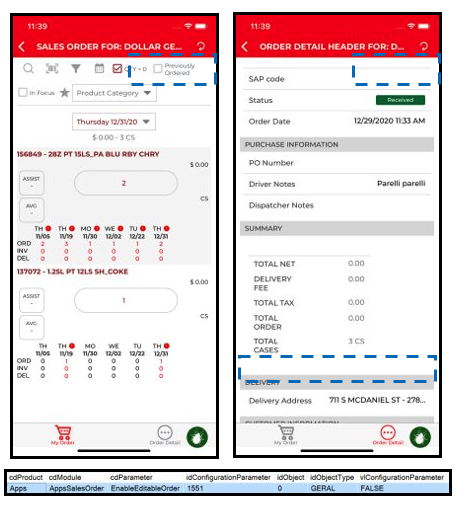 11:39
SALES ORDER FOR: DOLLAR GE...
Y = 0
Previously
Ordered
In Focus
Product Category
Thursday 12/31/20
$ 0.00 - 3 CS
156849 - 28Z PT 15LS_PA BLU RBY CHRY
$ 0.00
ASSIST
-
2
AVG
-
CS
TH TH MO WE TU TH
11/05 11/19 11/30 12/02 12/22 12/31
ORD 2 3 1 1 1 2
INV 0 0 0 0 0 0
DEL 0 0 0 0 0 0
137072 - 1.25L PT 12LS SH_COKE
$ 0.00
ASSIST
-
1
AVG
-
CS
TH TH MO WE TU TH
11/05 11/19 11/30 12/02 12/22 12/31
ORD 0 0 0 0 0 1
INV 0 0 0 0 0 0
DEL 0 0 0 0 0 0
My Order
Order Detail
11:39
ORDER DETAIL HEADER FOR: D...
SAP code
Status Received
Order Date 12/29/2020 11:33 AM
PURCHASE INFORMATION
PO Number
Driver Notes Parelli parelli
Dispatcher Notes
SUMMARY
TOTAL NET 0.00
DELIVERY 0.00
FEE
TOTAL TAX 0.00
TOTAL 0.00
ORDER
TOTAL 3 CS
CASES
DELIVERY
Delivery Address 711 S MCDANIEL ST - 278...
CUSTOMER INFORMATION
My Order
Order Detail
cdProduct cdModule cdParameter idConfigurationParameter idObject idObjectType vlConfigurationParameter
Apps AppsSalesOrder EnableEditableOrder 1551 0 GERAL FALSE